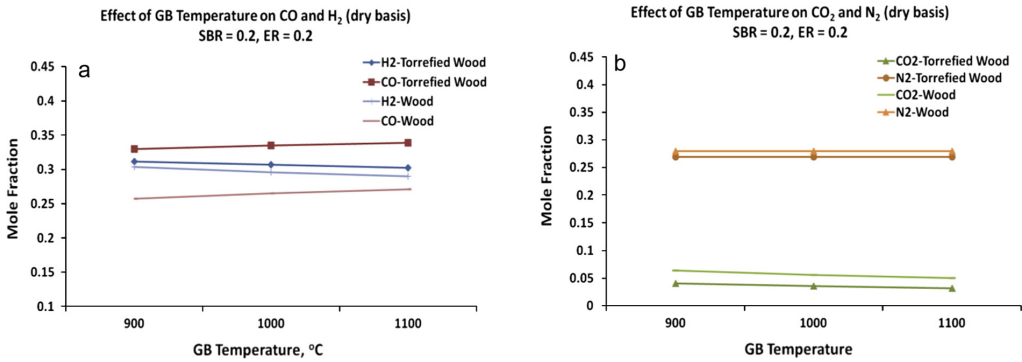 Effect of GB Temperature on CO and H2 (dry basis)
SBR = 0.2, ER = 0.2
a
H2-Torrefied Wood
CO-Torrefied Wood
H2-Wood
CO-Wood
0.45
0.4
0.35
0.3
0.25
0.2
0.15
0.1
Mole Fraction
900 1000 1100
GB Temperature, °C
Effect of GB Temperature on CO2 and N2 (dry basis)
SBR = 0.2, ER = 0.2
b
CO2-Torrefied Wood
N2-Torrefied Wood
CO2-Wood
N2-Wood
0.45
0.4
0.35
0.3
0.25
0.2
0.15
0.1
0.05
0
Mole Fraction
900 1000 1100
GB Temperature